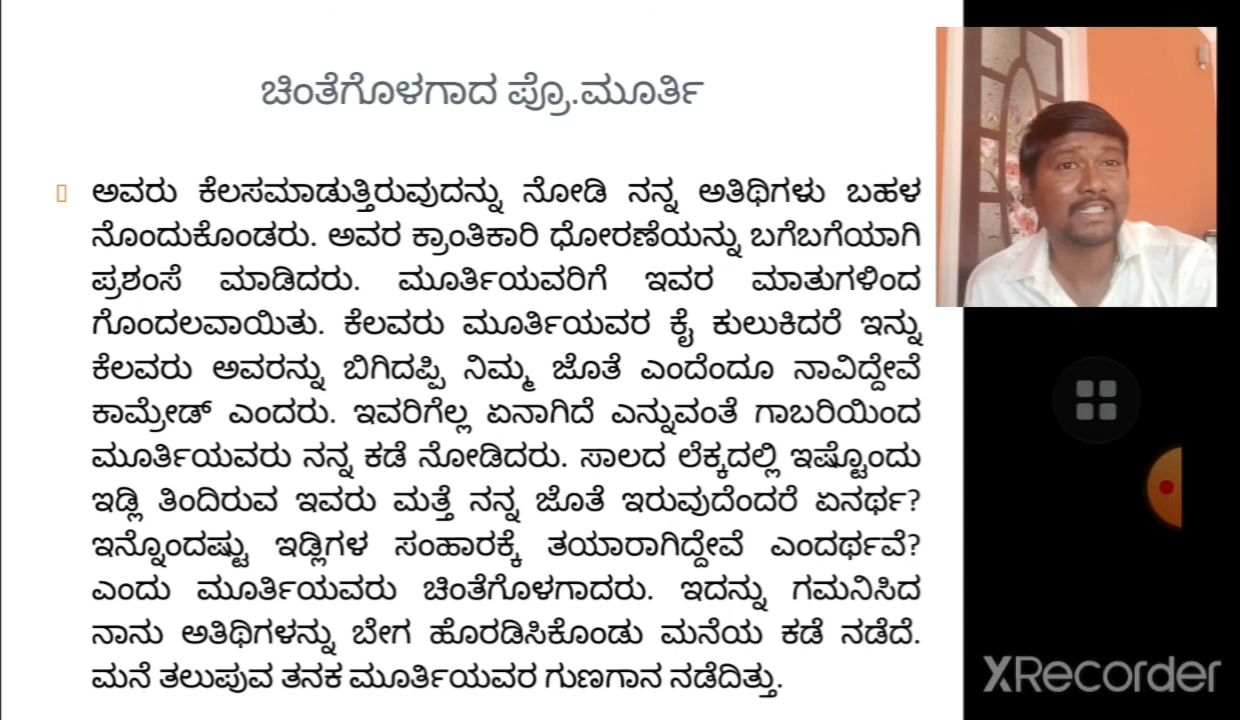 ಚಿಂತೆಗೊಳಗಾದ ಪ್ರೊ.ಮೂರ್ತಿ
ಅವರು ಕೆಲಸಮಾಡುತ್ತಿರುವುದನ್ನು ನೋಡಿ ನನ್ನ ಅತಿಥಿಗಳು ಬಹಳ
ನೊಂದುಕೊಂಡರು. ಅವರ ಕ್ರಾಂತಿಕಾರಿ ಧೋರಣೆಯನ್ನು ಬಗೆಬಗೆಯಾಗಿ
ಪ್ರಶಂಸೆ ಮಾಡಿದರು. ಮೂರ್ತಿಯವರಿಗೆ ಇವರ ಮಾತುಗಳಿಂದ
ಗೊಂದಲವಾಯಿತು. ಕೆಲವರು ಮೂರ್ತಿಯವರ ಕೈ ಕುಲುಕಿದರೆ ಇನ್ನು
ಕೆಲವರು ಅವರನ್ನು ಬಿಗಿದಪ್ಪಿ ನಿಮ್ಮ ಜೊತೆ ಎಂದೆಂದೂ ನಾವಿದ್ದೇವೆ
ಕಾಮ್ರೇಡ್ ಎಂದರು. ಇವರಿಗೆಲ್ಲ ಏನಾಗಿದೆ ಎನ್ನುವಂತೆ ಗಾಬರಿಯಿಂದ
ಮೂರ್ತಿಯವರು ನನ್ನ ಕಡೆ ನೋಡಿದರು. ಸಾಲದ ಲೆಕ್ಕದಲ್ಲಿ ಇಷ್ಟೊಂದು
ಇಡ್ಲಿ ತಿಂದಿರುವ ಇವರು ಮತ್ತೆ ನನ್ನ ಜೊತೆ ಇರುವುದೆಂದರೆ ಏನರ್ಥ?
ಇನ್ನೊಂದಷ್ಟು ಇಡ್ಲಿಗಳ ಸಂಹಾರಕ್ಕೆ ತಯಾರಾಗಿದ್ದೇವೆ ಎಂದರ್ಥವೆ?
ಎಂದು ಮೂರ್ತಿಯವರು ಚಿಂತೆಗೊಳಗಾದರು. ಇದನ್ನು ಗಮನಿಸಿದ
ನಾನು ಅತಿಥಿಗಳನ್ನು ಬೇಗ ಹೊರಡಿಸಿಕೊಂಡು ಮನೆಯ ಕಡೆ ನಡೆದೆ.
ಮನೆ ತಲುಪುವ ತನಕ ಮೂರ್ತಿಯವರ ಗುಣಗಾನ ನಡೆದಿತ್ತು.
XRecorder